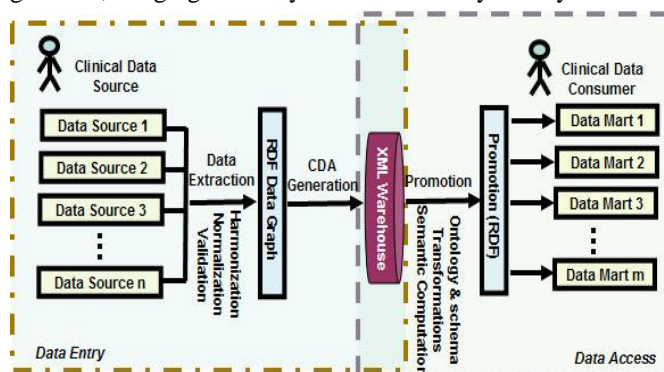 Clinical Data
Source
Data Source 1
Data Source 2
Data Source 3
Data Source n
Data
Extraction
Harmonization
Normalization
Validation
RDF Data Graph
CDA
Generation
XML Warehouse
Promotion
Ontology & schema
Transformations
Semantic Computation
Promotion (RDF)
Clinical Data
Consumer
Data Mart 1
Data Mart 2
Data Mart 3
Data Mart m
Data Entry
Data Access